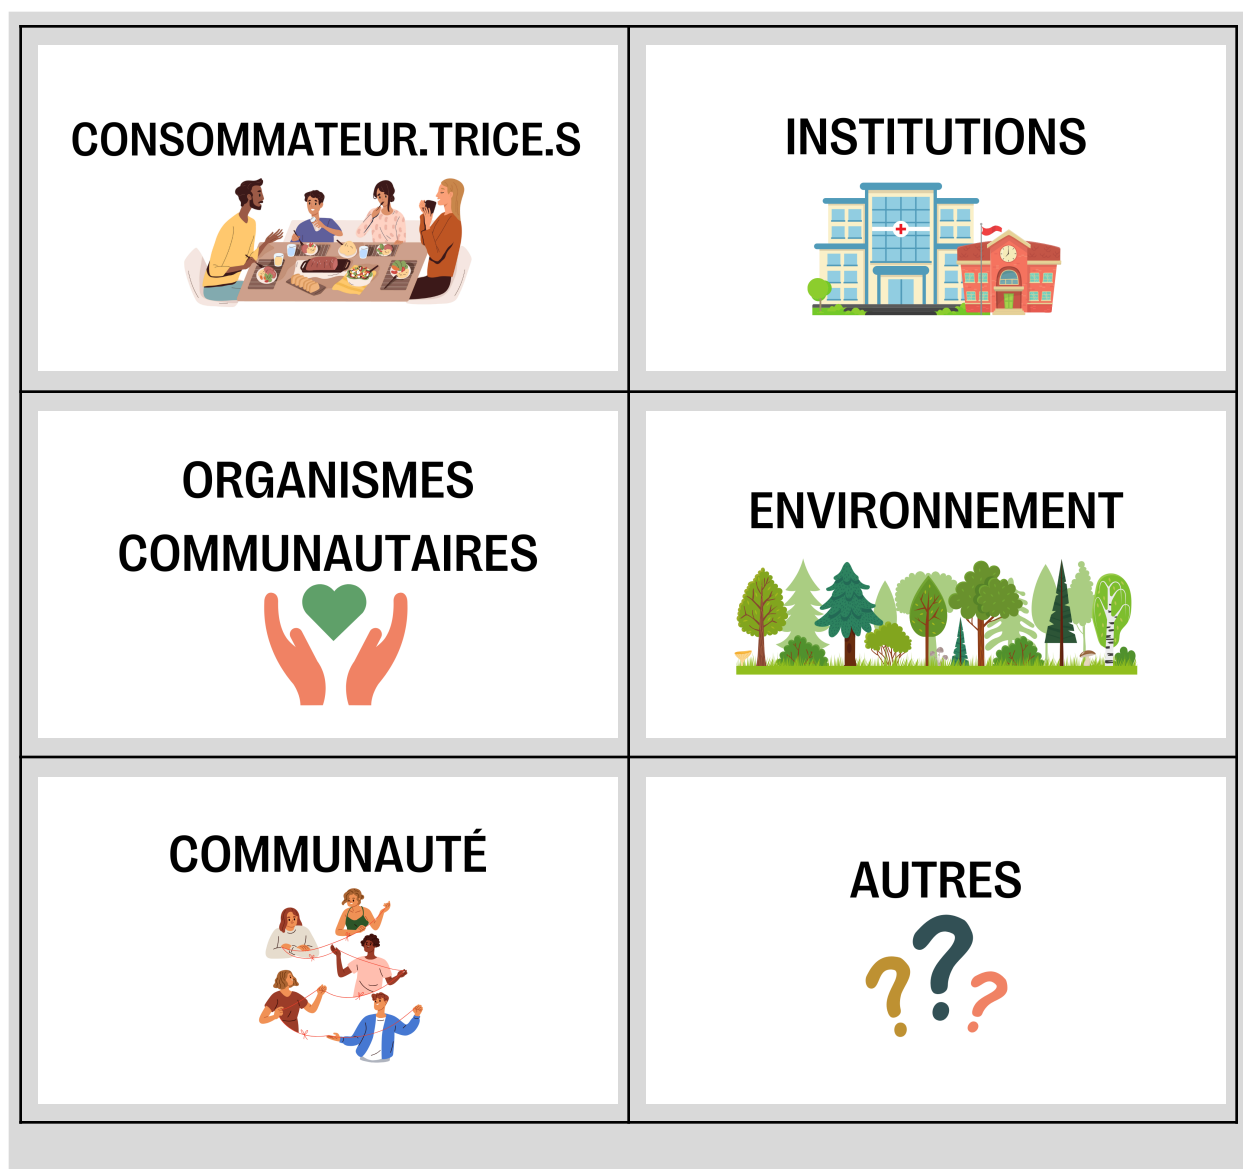 CONSOMMATEUR.TRICE.S
INSTITUTIONS
ORGANISMES
COMMUNAUTAIRES
ENVIRONNEMENT
COMMUNAUTÉ
AUTRES